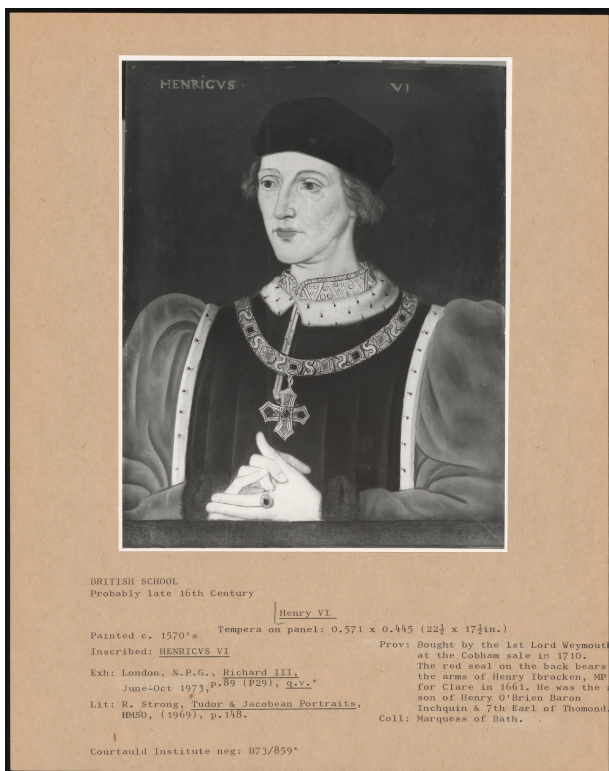 HENRICVS VI
BRITISH SCHOOL
Probably late 16th Century
Henry VI
Tempera on panel: 0.571 x 0.445 (22½ x 17½in.)
Painted c. 1570's
Inscribed: HENRICVS VI
Exh: London, N.P.G., Richard III,
June-Oct 1973, p.89 (P29), q.v.*
Lit: R. Strong, Tudor & Jacobean Portraits,
HMSO, (1969), p.148.
Prov: Bought by the 1st Lord Weymouth
at the Cobham sale in 1710.
The red seal on the back bears
the arms of Henry Ibracken, MP
for Clare in 1661. He was the
son of Henry O'Brien Baron
Inchquin & 7th Earl of Thomond.
Coll: Marquess of Bath.
Courtauld Institute neg: B73/859*